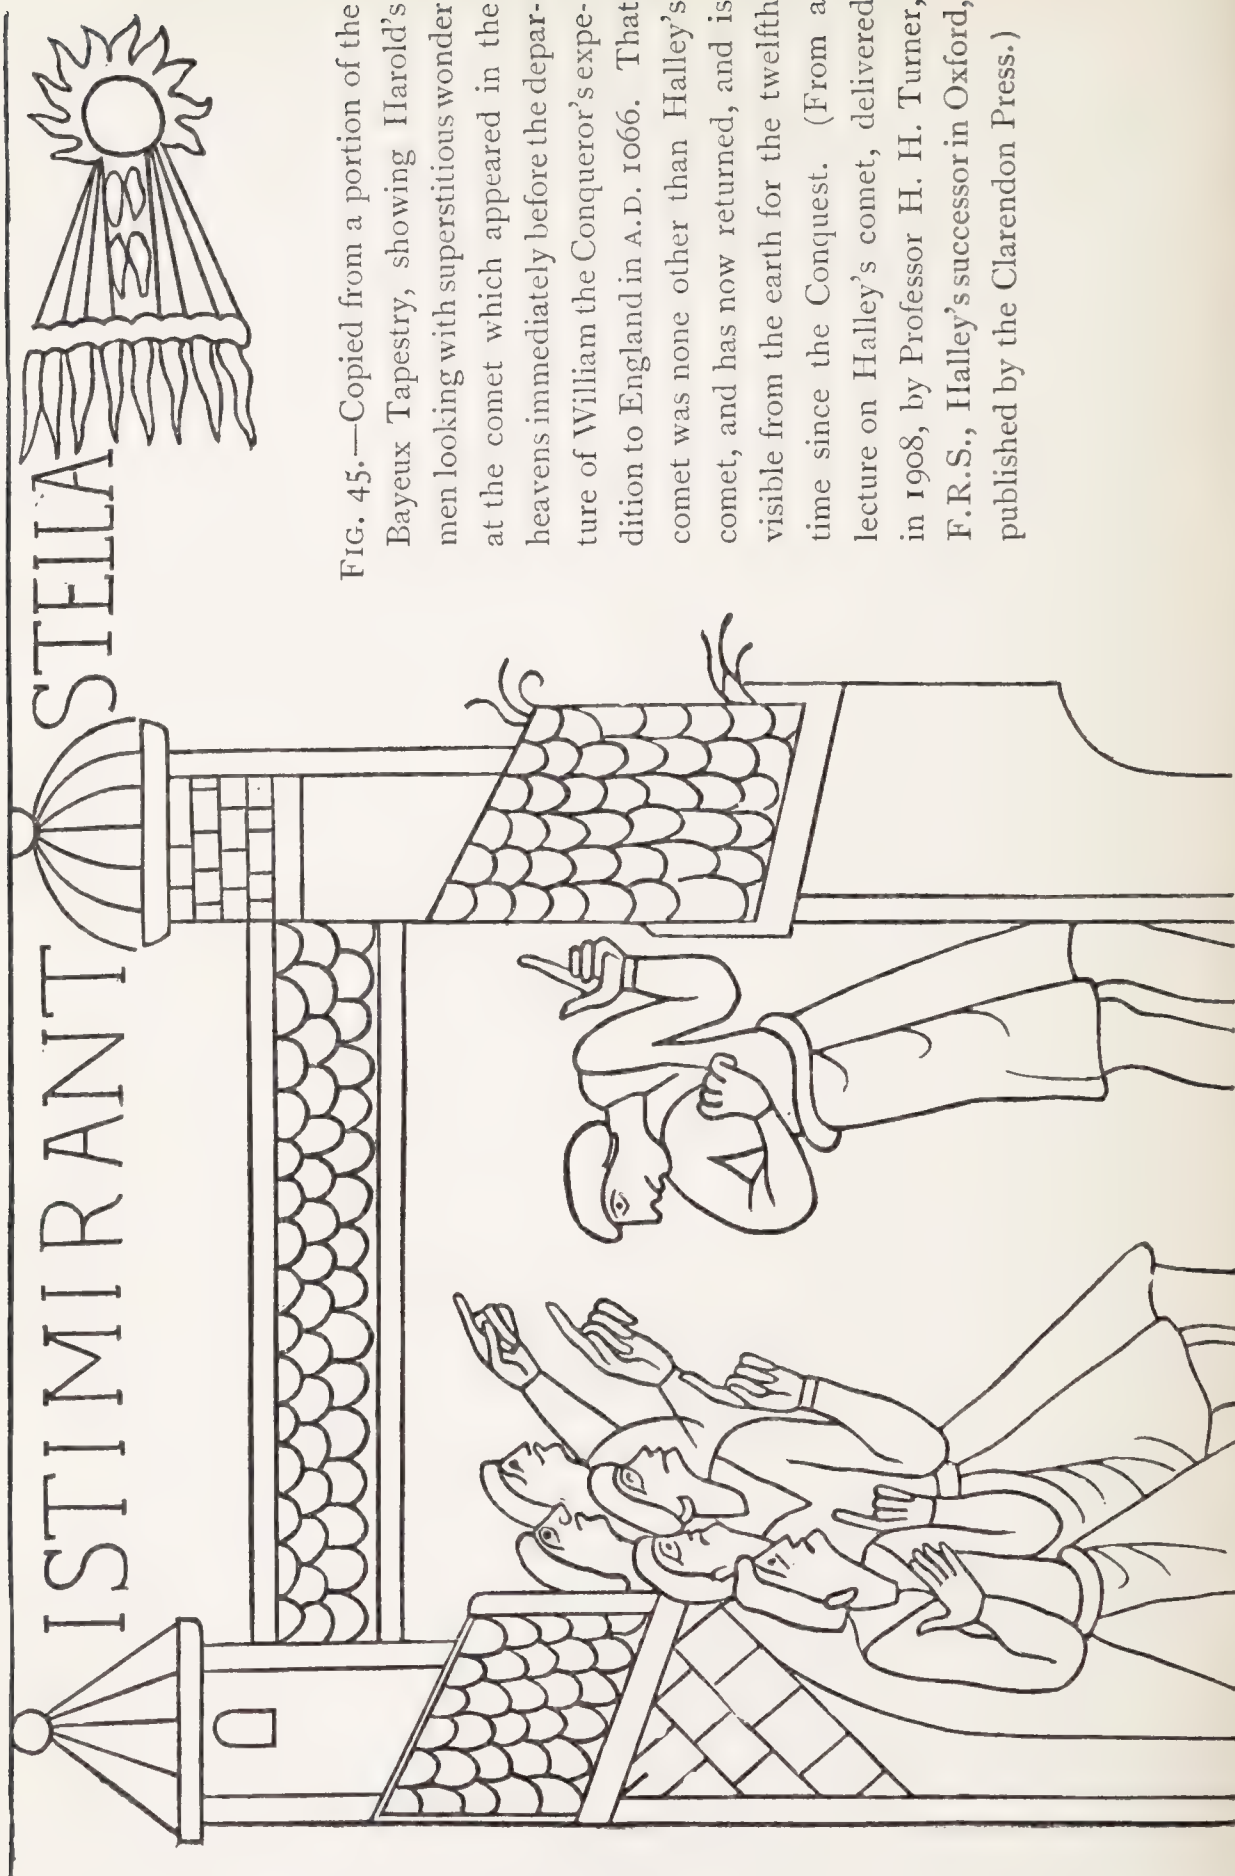 ISTI MIRANT STELLA
FIG. 45.—Copied from a portion of the
Bayeux Tapestry, showing Harold's
men looking with superstitious wonder
at the comet which appeared in the
heavens immediately before the depar-
ture of William the Conqueror's expe-
dition to England in A.D. 1066. That
comet was none other than Halley's
comet, and has now returned, and is
visible from the earth for the twelfth
time since the Conquest. (From a
lecture on Halley's comet, delivered
in 1908, by Professor H. H. Turner,
F.R.S., Halley's successor in Oxford,
published by the Clarendon Press.)